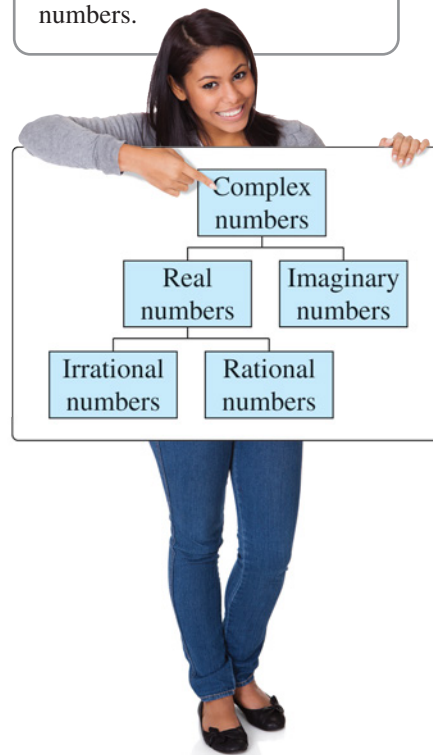 numbers.
Complex
numbers
Real
numbers
Imaginary
numbers
Irrational
numbers
Rational
numbers